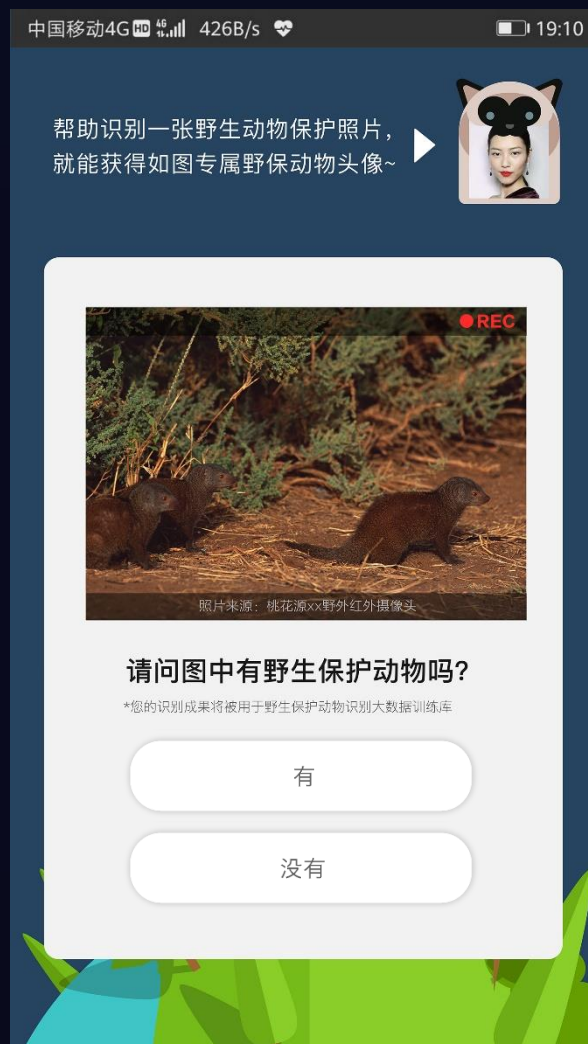 中国移动4G HD 4G 426B/s 19:10
帮助识别一张野生动物保护照片，
就能获得如图专属野保动物头像~
REC
照片来源：桃花源xx野外红外摄像头
请问图中有野生保护动物吗？
*您的识别成果将被用于野生保护动物识别大数据训练库
有
没有